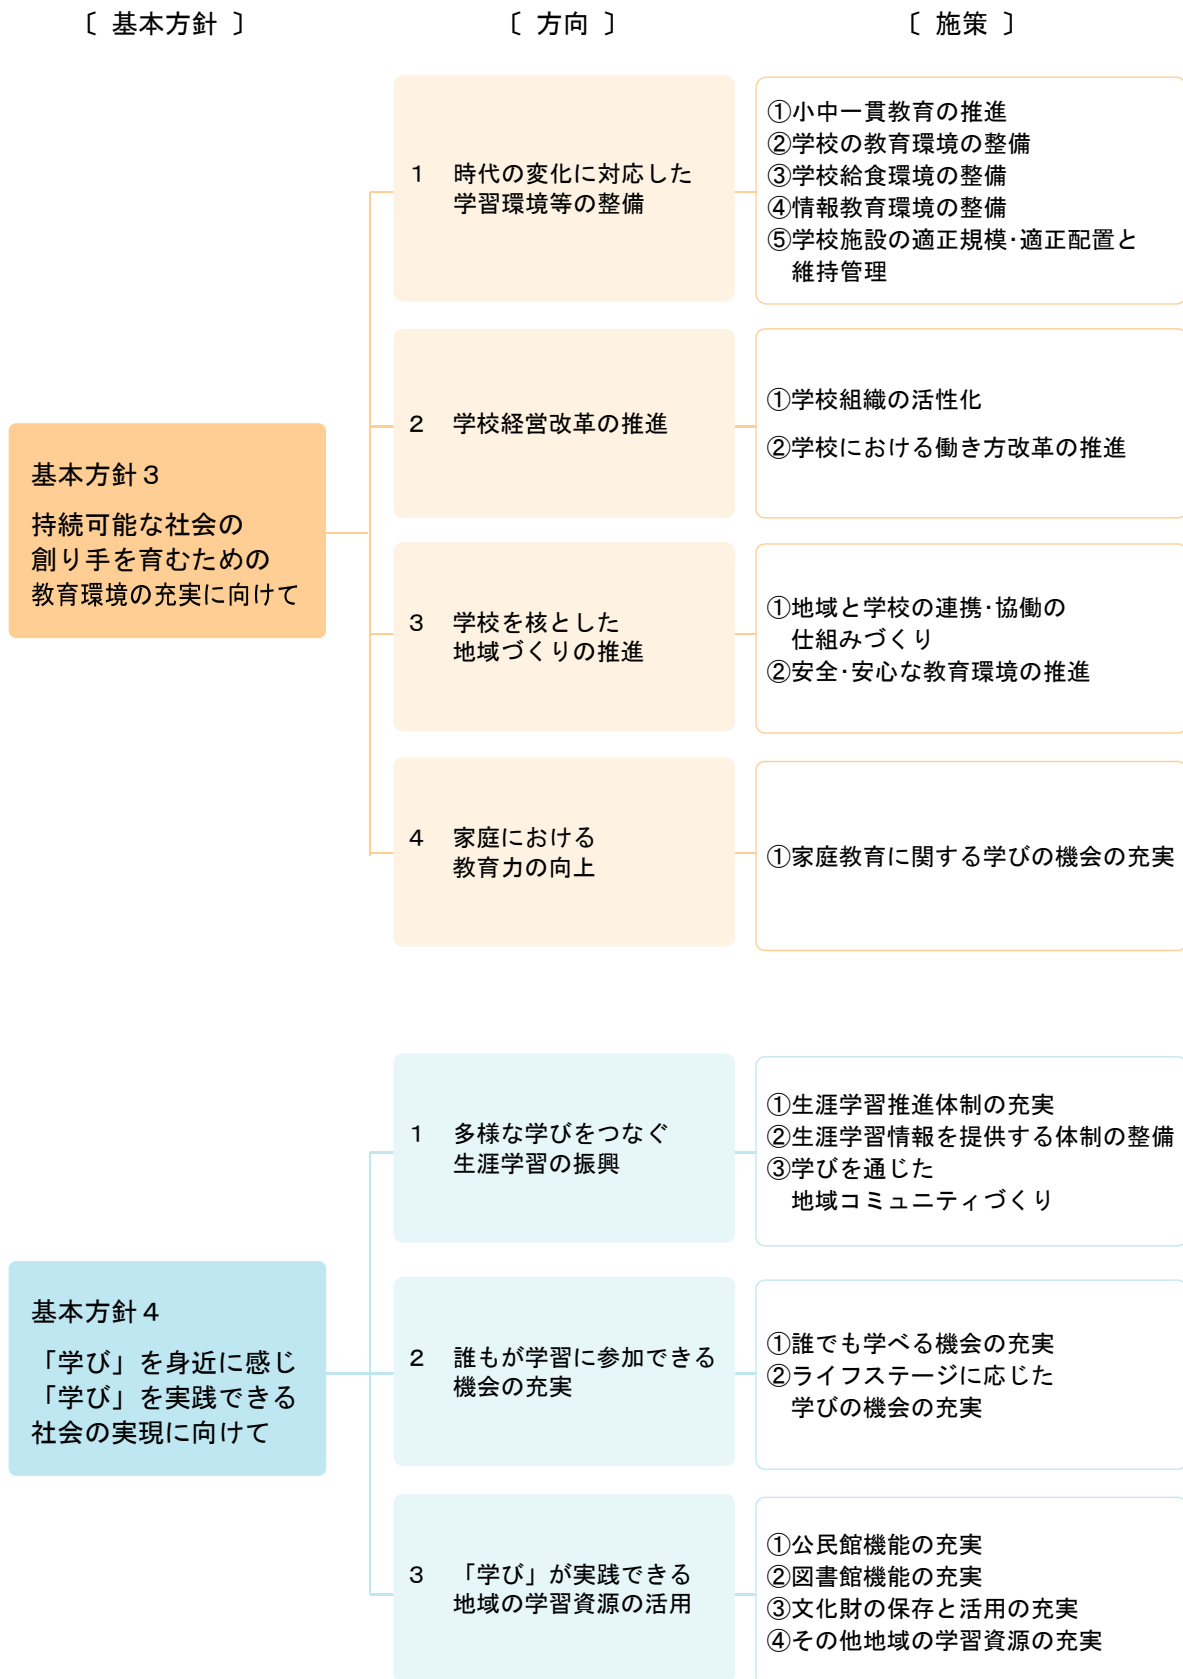 〔 基本方針 〕
〔 方向 〕
〔 施策 〕
基本方針３
持続可能な社会の
創り手を育むための
教育環境の充実に向けて
１ 時代の変化に対応した
学習環境等の整備
①小中一貫教育の推進
②学校の教育環境の整備
③学校給食環境の整備
④情報教育環境の整備
⑤学校施設の適正規模･適正配置と
維持管理
２ 学校経営改革の推進
①学校組織の活性化
②学校における働き方改革の推進
３ 学校を核とした
地域づくりの推進
①地域と学校の連携･協働の
仕組みづくり
②安全･安心な教育環境の推進
４ 家庭における
教育力の向上
①家庭教育に関する学びの機会の充実
基本方針４
「学び」を身近に感じ
「学び」を実践できる
社会の実現に向けて
１ 多様な学びをつなぐ
生涯学習の振興
①生涯学習推進体制の充実
②生涯学習情報を提供する体制の整備
③学びを通じた
地域コミュニティづくり
２ 誰もが学習に参加できる
機会の充実
①誰でも学べる機会の充実
②ライフステージに応じた
学びの機会の充実
３ 「学び」が実践できる
地域の学習資源の活用
①公民館機能の充実
②図書館機能の充実
③文化財の保存と活用の充実
④その他地域の学習資源の充実